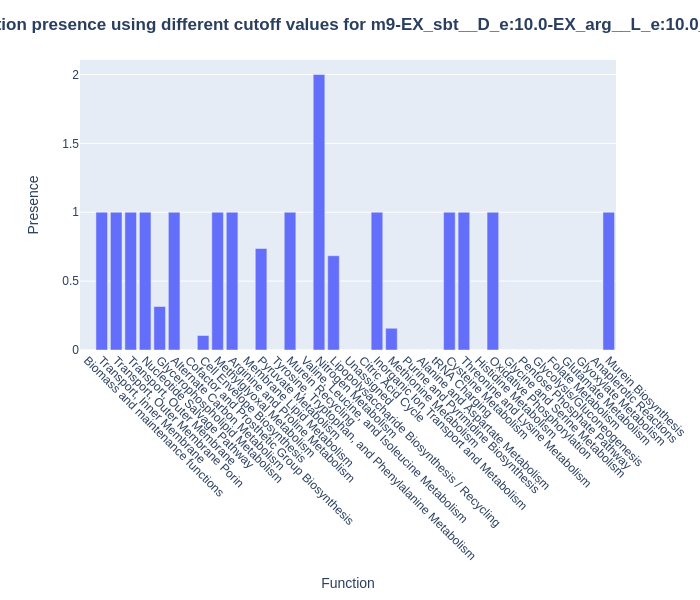 tion presence using different cutoff values for m9-EX_sbt__D_e:10.0-EX_arg__L_e:10.0_
2
1.5
1
0.5
0
Presence
Biomass and maintenance functions
Transport, Inner Membrane
Transport, Outer Membrane
Transport, Outer Membrane Porin
Nucleotide Salvage Pathway
Glycerophospholipid Metabolism
Alternate Carbon Metabolism
Cofactor and Prosthetic Group Biosynthesis
Cell Envelope Biosynthesis
Methylglyoxal Metabolism
Arginine and Proline Metabolism
Membrane Lipid Metabolism
Pyruvate Metabolism
Tyrosine, Tryptophan, and Phenylalanine Metabolism
Murein Recycling
Valine, Leucine, and Isoleucine Metabolism
Nitrogen Metabolism
Lipopolysaccharide Biosynthesis / Recycling
Unassigned
Citric Acid Cycle
Inorganic Ion Transport and Metabolism
Methionine Metabolism
Purine and Pyrimidine Biosynthesis
Alanine and Aspartate Metabolism
tRNA Charging
Cysteine Metabolism
Threonine and Lysine Metabolism
Histidine Metabolism
Oxidative Phosphorylation
Glycine and Serine Metabolism
Pentose Phosphate Pathway
Glycolysis/Gluconeogenesis
Folate Metabolism
Glutamate Metabolism
Glyoxylate Metabolism
Anaplerotic Reactions
Murein Biosynthesis
Function